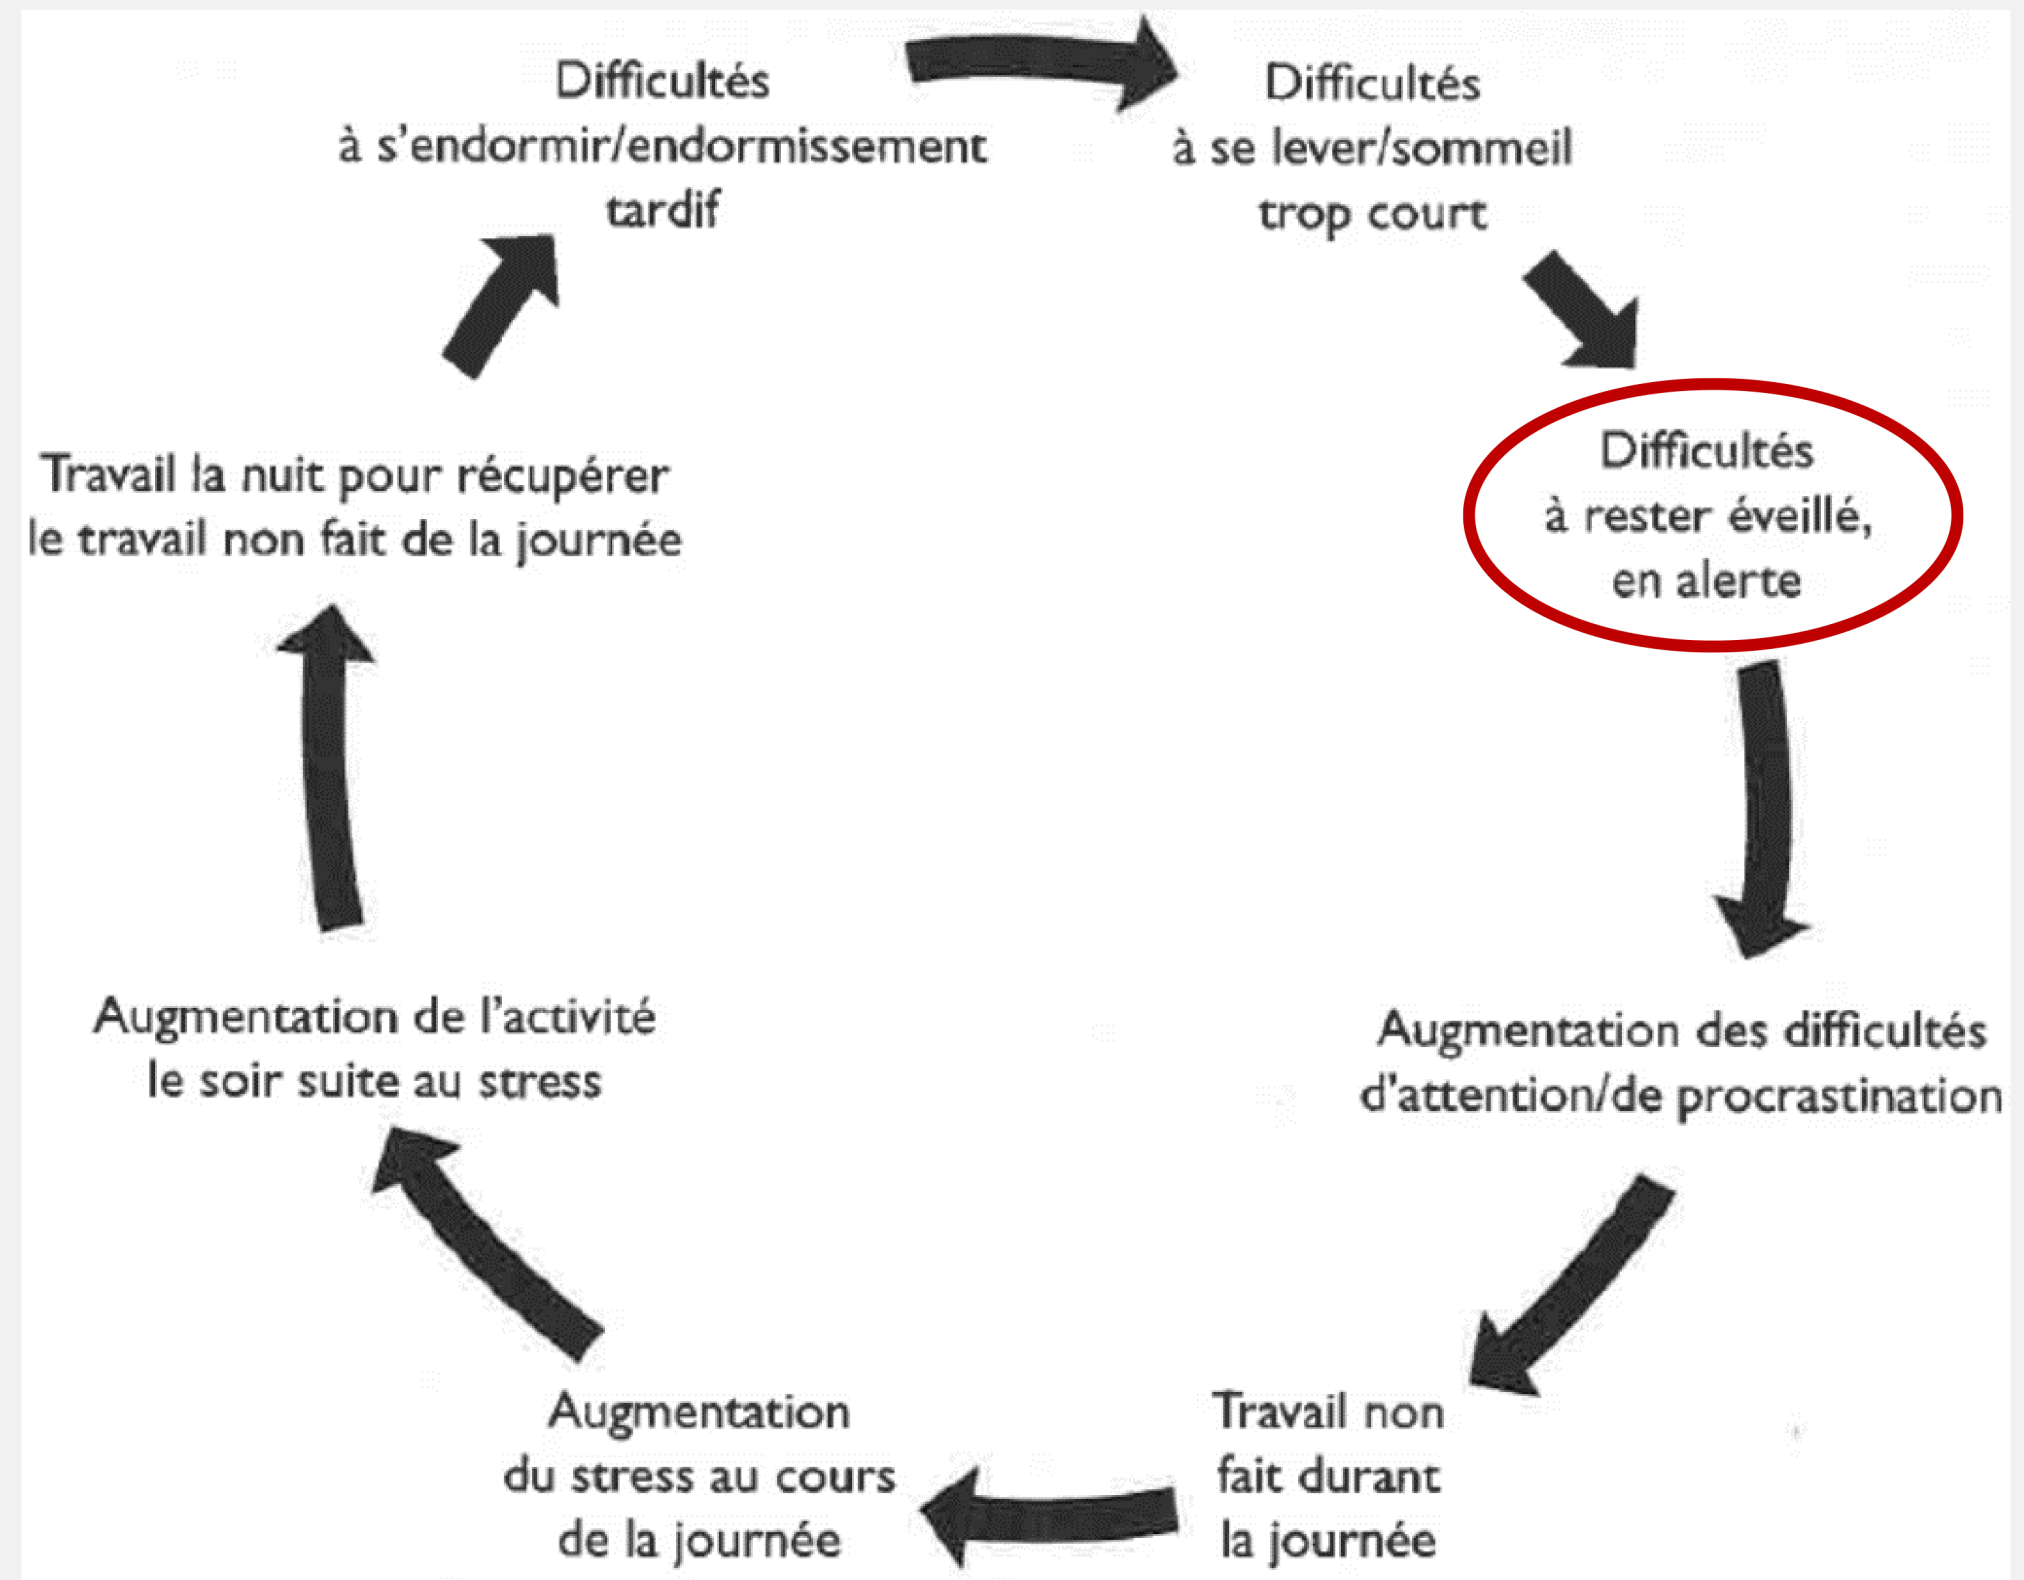 Difficultés
à s'endormir/endormissement
tardif
Difficultés
à se lever/sommeil
trop court
Difficultés
à rester éveillé,
en alerte
Augmentation des difficultés
d'attention/de procrastination
Travail non
fait durant
la journée
Augmentation
du stress au cours
de la journée
Augmentation de l'activité
le soir suite au stress
Travail la nuit pour récupérer
le travail non fait de la journée